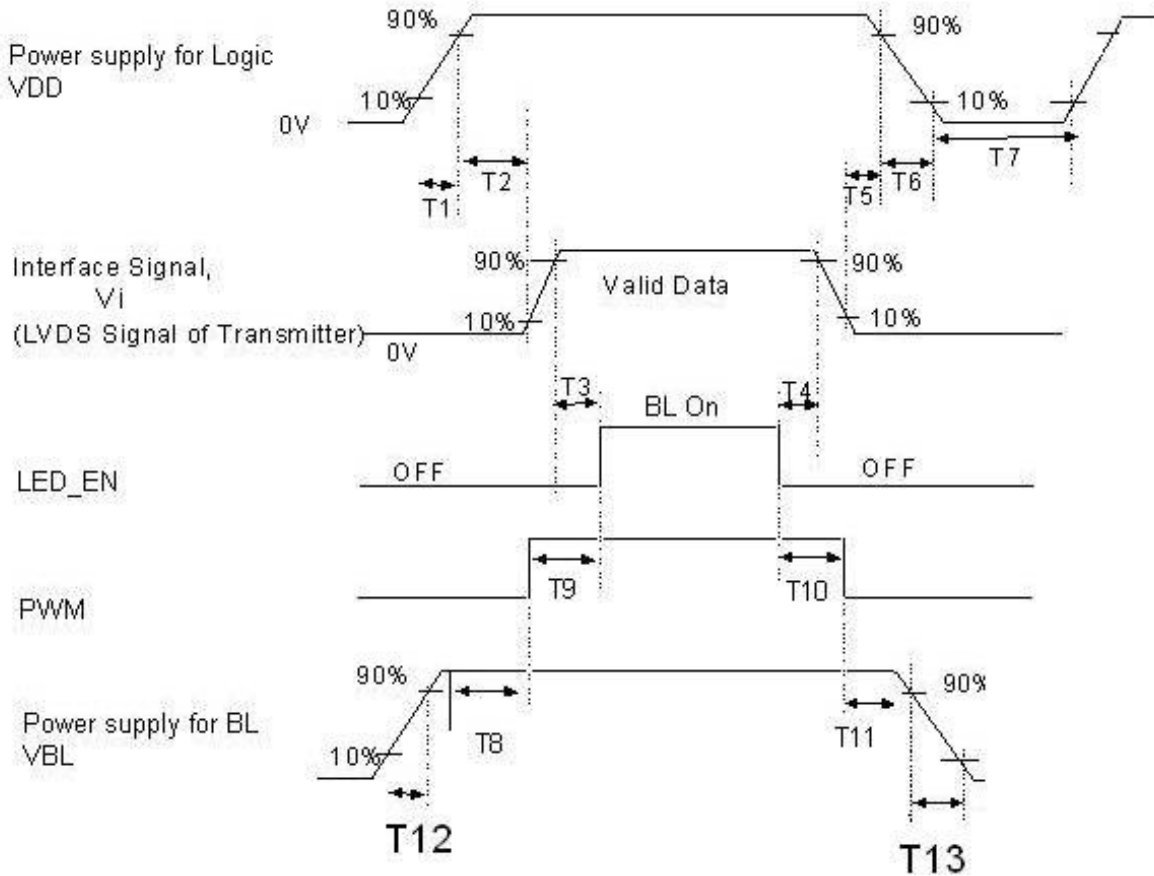 90%
90%
Power supply for Logic
VDD
10%
10%
0V
T1
T2
T5
T6
T7
Interface Signal,
Vi
(LVDS Signal of Transmitter)
90%
Valid Data
90%
10%
10%
0V
T3
BL On
T4
LED_EN
OFF
OFF
PWM
T9
T10
90%
90%
Power supply for BL
VBL
10%
T8
T11
T12
T13